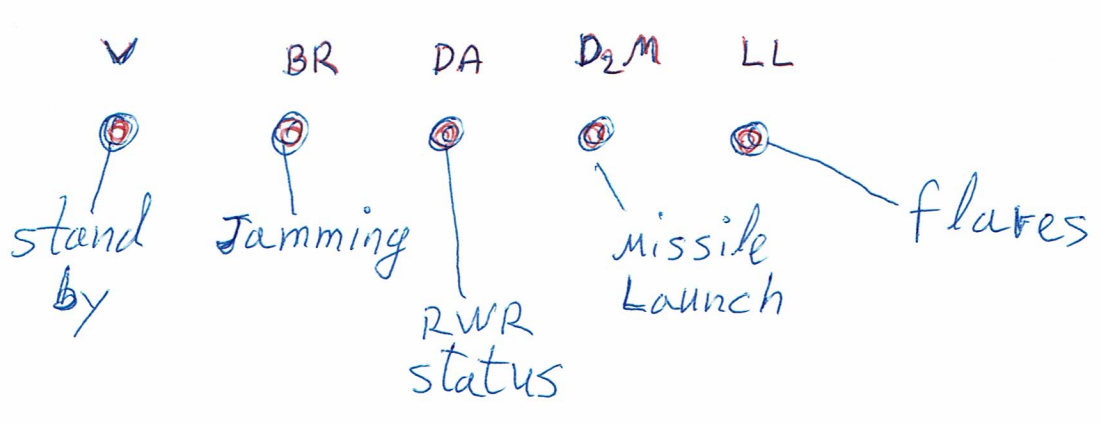 V BR DA D2M LL
stand by
Jamming
RWR status
Missile Launch
flares